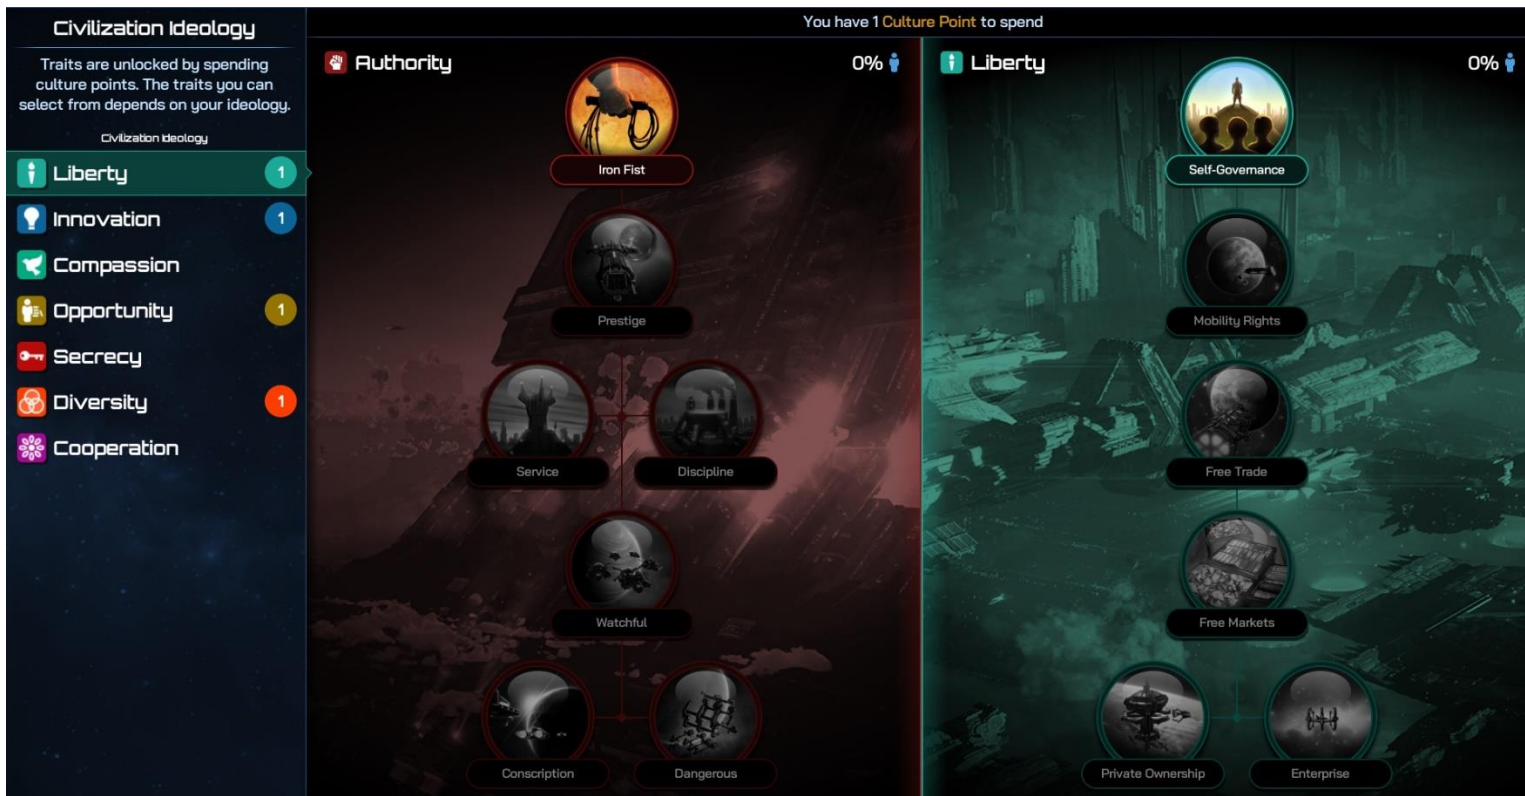 Civilization Ideology
Traits are unlocked by spending
culture points. The traits you can
select from depends on your ideology.
Civilization Ideology
Liberty 1
Innovation 1
Compassion
Opportunity 1
Secrecy
Diversity 1
Cooperation
You have 1 Culture Point to spend
Authority 0%
Iron Fist
Prestige
Service Discipline
Watchful
Conscription Dangerous
Liberty 0%
Self-Governance
Mobility Rights
Free Trade
Free Markets
Private Ownership Enterprise